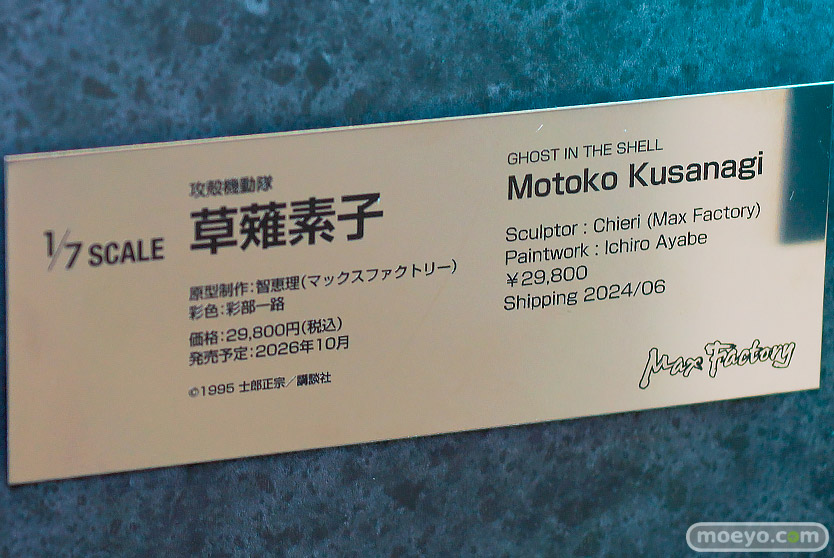 1/7 SCALE
攻殻機動隊
草薙素子
原型制作：智恵理（マックスファクトリー）
彩色：彩部一路
価格：29,800円（税込）
発売予定：2026年10月
©1995 士郎正宗／講談社
GHOST IN THE SHELL
Motoko Kusanagi
Sculptor : Chieri (Max Factory)
Paintwork : Ichiro Ayabe
￥29,800
Shipping 2024/06
Max Factory
moeyo.com